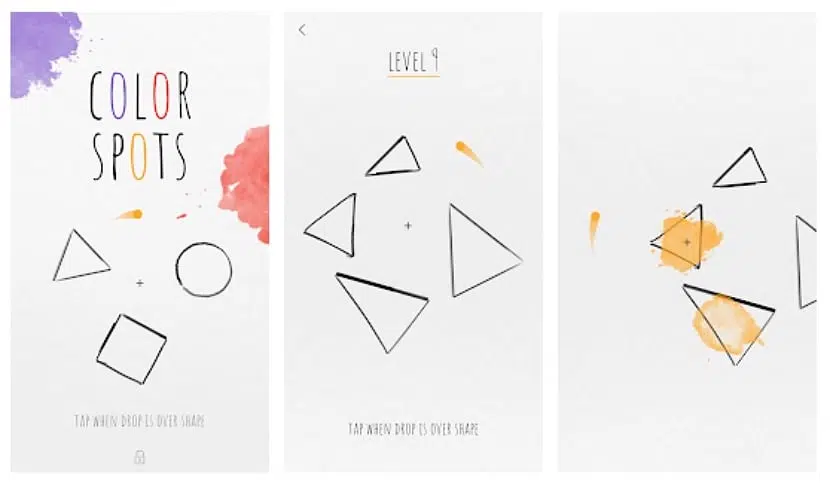 COLOR
SPOTS
TAP WHEN DROP IS OVER SHAPE
LEVEL 9
TAP WHEN DROP IS OVER SHAPE